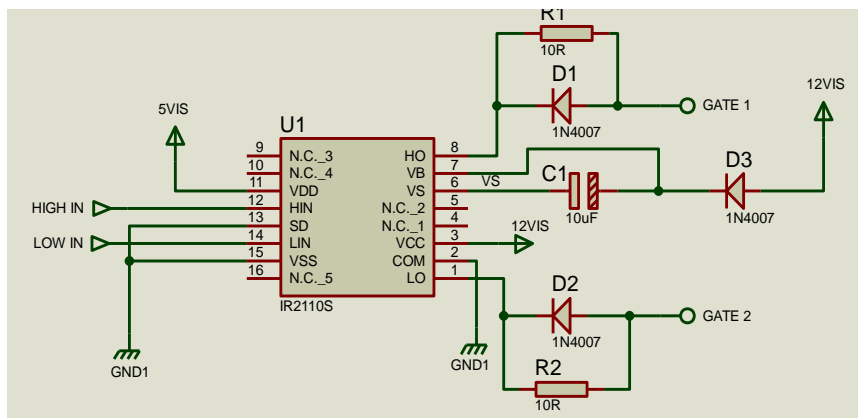 R1
10R
D1
1N4007
GATE 1
12VIS
5VIS
U1
9 N.C._3 HO 8
10 N.C._4 VB 7
11 VDD VS 6 VS
12 HIN N.C._2 5
13 SD N.C._1 4
14 LIN VCC 3
15 VSS COM 2
16 N.C._5 LO 1
IR2110S
HIGH IN
LOW IN
C1
10uF
D3
1N4007
12VIS
GND1
GND1
D2
1N4007
GATE 2
R2
10R